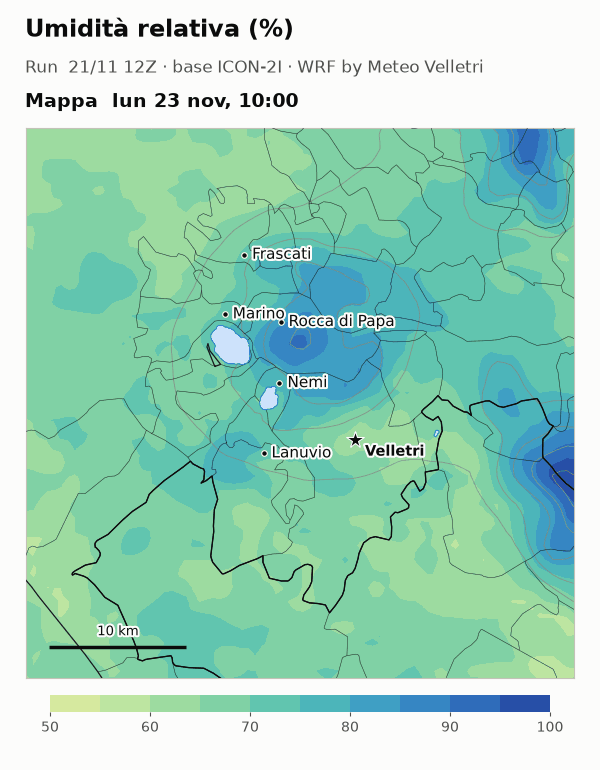 Umidità relativa (%)
Run  21/11 12Z · base ICON-2I · WRF by Meteo Velletri
Mappa  lun 23 nov, 10:00
Frascati
Marino
Rocca di Papa
Nemi
Velletri
Lanuvio
10 km
50 60 70 80 90 100